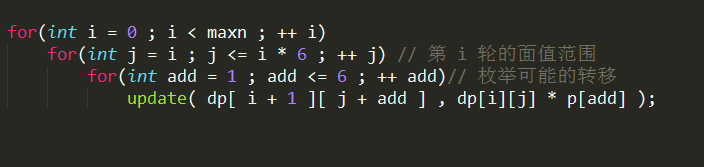 for(int i = 0 ; i < maxn ; ++ i)
for(int j = i ; j <= i * 6 ; ++ j) // 第 i 轮的面值范围
for(int add = 1 ; add <= 6 ; ++ add)// 枚举可能的转移
update( dp[ i + 1 ][ j + add ] , dp[i][j] * p[add] );